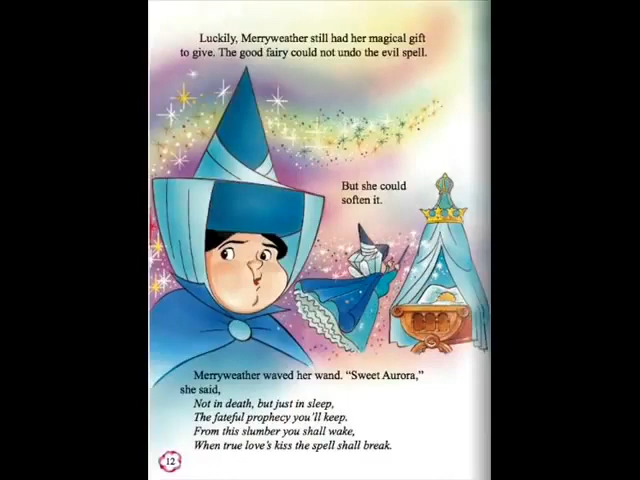 Luckily, Merryweather still had her magical gift
to give. The good fairy could not undo the evil spell.
But she could
soften it.
Merryweather waved her wand. “Sweet Aurora,”
she said,
Not in death, but just in sleep,
The fateful prophecy you'll keep.
From this slumber you shall wake,
When true love's kiss the spell shall break.
12